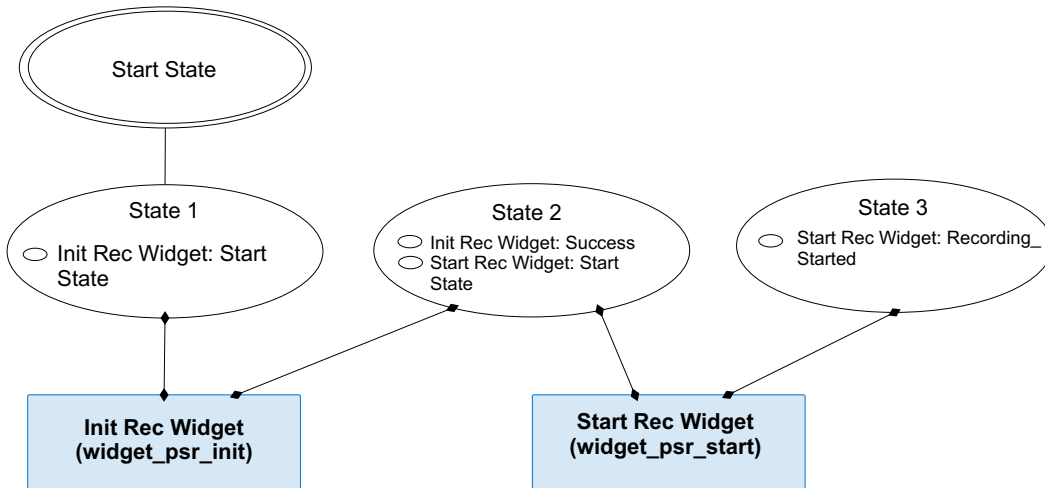 Start State
State 1
Init Rec Widget: Start
State
State 2
Init Rec Widget: Success
Start Rec Widget: Start
State
State 3
Start Rec Widget: Recording_
Started
Init Rec Widget
(widget_psr_init)
Start Rec Widget
(widget_psr_start)